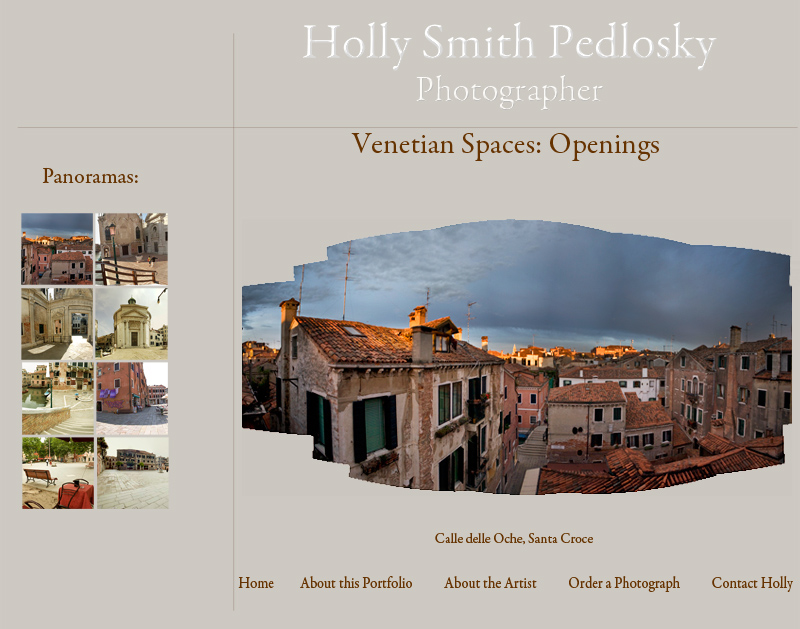 Holly Smith Pedlosky
Photographer
Venetian Spaces: Openings
Panoramas:
Calle delle Oche, Santa Croce
Home About this Portfolio About the Artist Order a Photograph Contact Holly